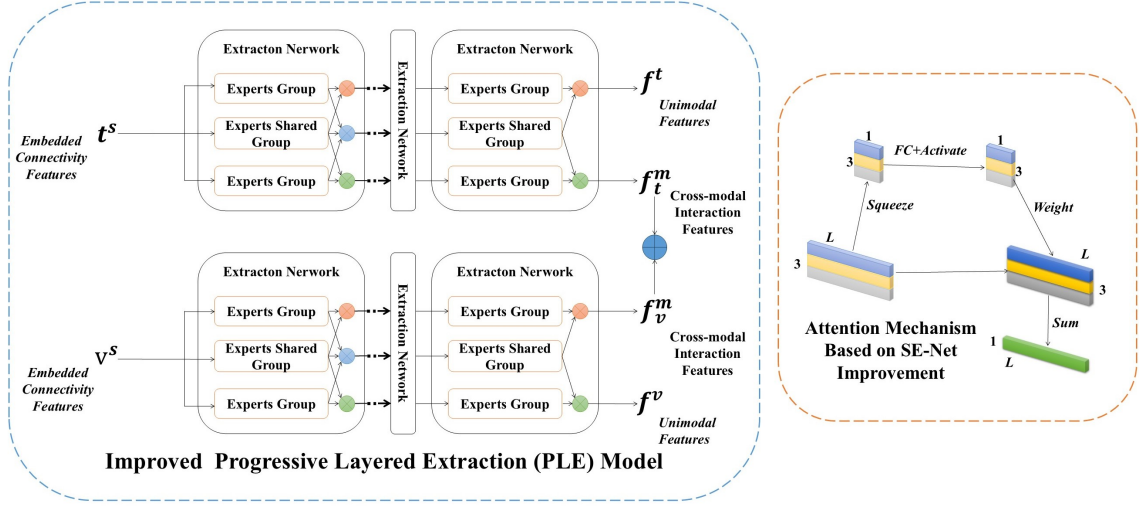 Extracton Nerwork
Experts Group
Experts Shared
Group
Experts Group
Extraction Network
Extracton Nerwork
Experts Group
Experts Shared
Group
Experts Group
t^s
Embedded
Connectivity
Features
f^t
Unimodal
Features
f_t^m
Cross-modal
Interaction
Features
Extracton Nerwork
Experts Group
Experts Shared
Group
Experts Group
Extraction Network
Extracton Nerwork
Experts Group
Experts Shared
Group
Experts Group
v^s
Embedded
Connectivity
Features
f_v^m
Cross-modal
Interaction
Features
f^v
Unimodal
Features
Improved Progressive Layered Extraction (PLE) Model
1
3
FC+Activate
1
3
Squeeze
Weight
L
3
L
3
Sum
1
L
Attention Mechanism
Based on SE-Net
Improvement